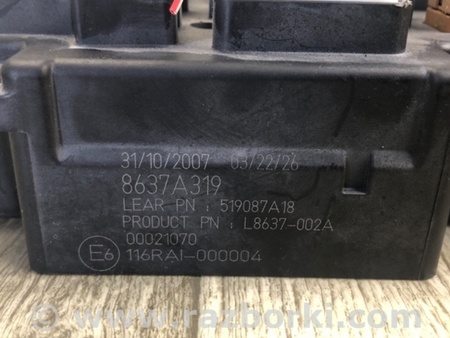 31/10/2007 03/22/26
8637A319
LEAR PN : 519087A18
PRODUCT PN : L8637-002A
00021070
E6 116RAI-000004
www.razborki.com